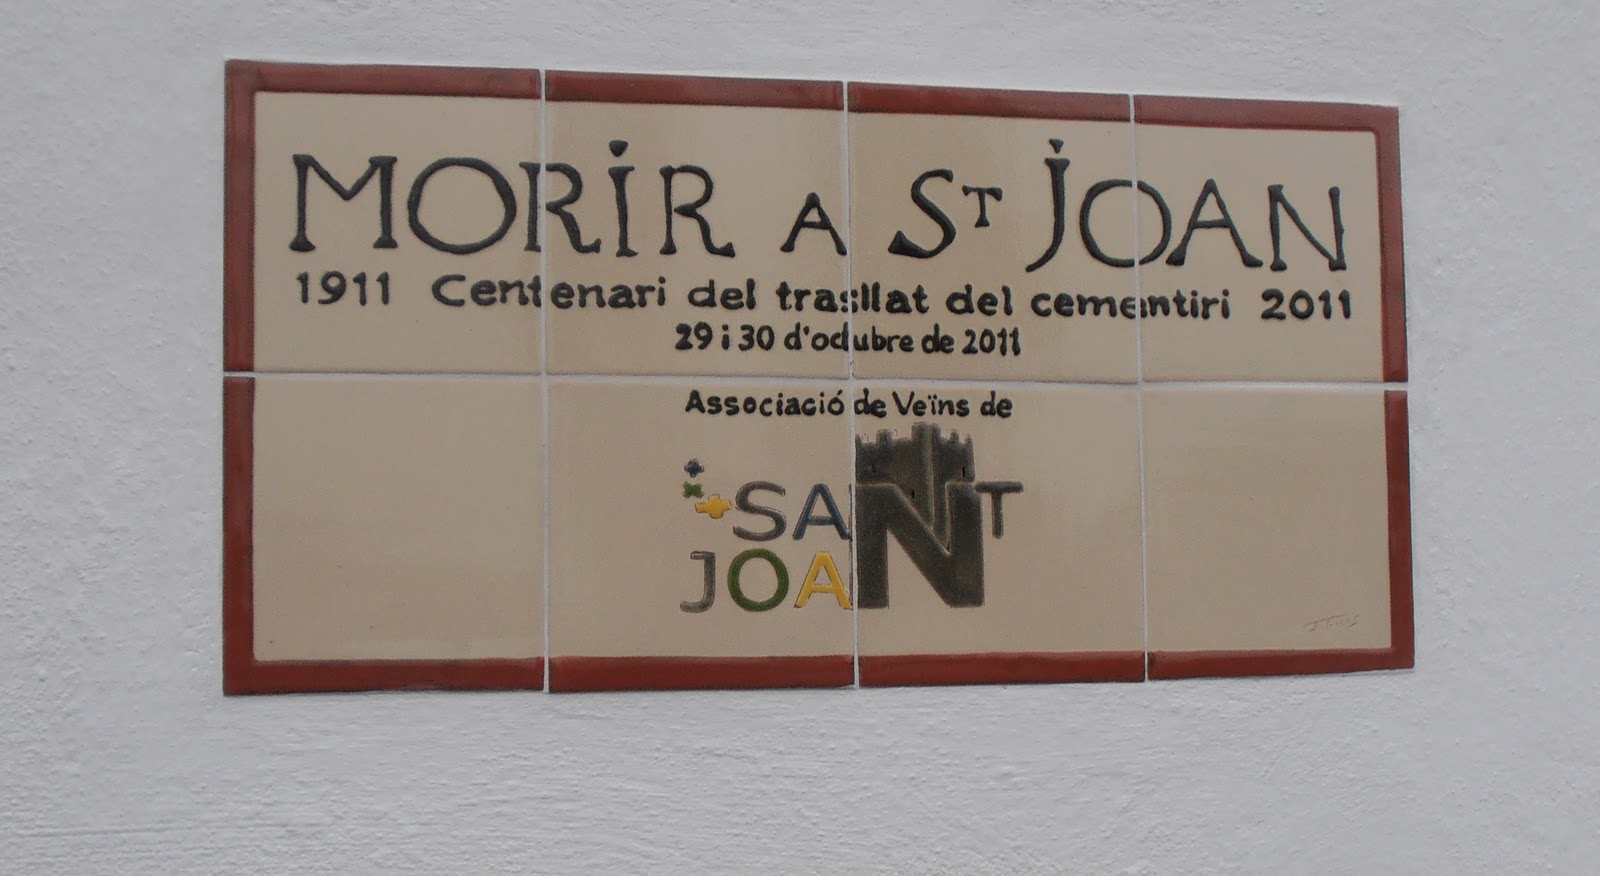 MORIR A ST JOAN
1911 Centenari del trasllat del cementiri 2011
29 i 30 d'octubre de 2011
Associació de Veïns de
SANT
JOAN